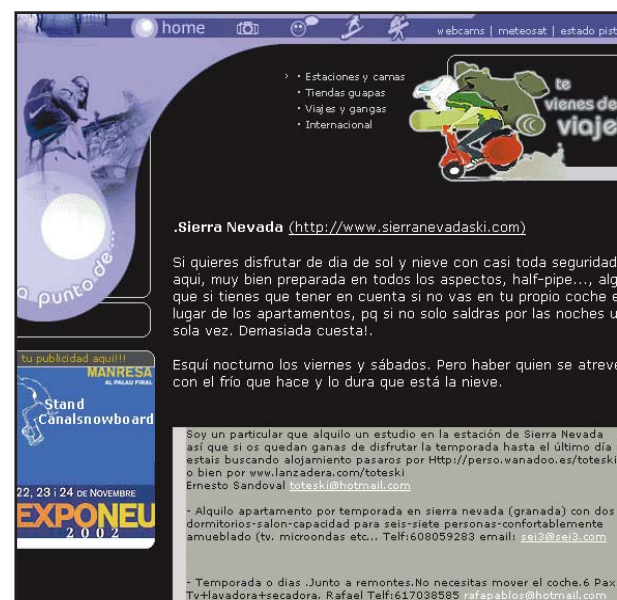 home
webcams | meteosat | estado pist
· Estaciones y camas
· Tiendas guapas
· Viajes y gangas
· Internacional
te
vienes de
viaje
a punto de...
.Sierra Nevada (http://www.sierranevadaski.com)
Si quieres disfrutar de dia de sol y nieve con casi toda seguridad
aqui, muy bien preparada en todos los aspectos, half-pipe..., alg
que si tienes que tener en cuenta si no vas en tu propio coche e
lugar de los apartamentos, pq si no solo saldras por las noches u
sola vez. Demasiada cuesta!.
Esquí nocturno los viernes y sábados. Pero haber quien se atreve
con el frío que hace y lo dura que está la nieve.
tu publicidad aqui!!!
MANRESA
AL PALAU FIRAL
Stand
Canalsnowboard
22, 23 i 24 DE NOVEMBRE
EXPONEU
2002
Soy un particular que alquilo un estudio en la estación de Sierra Nevada
así que si os quedan ganas de disfrutar la temporada hasta el último día
estais buscando alojamiento pasaros por Http://perso.wanadoo.es/toteski
o bien por www.lanzadera.com/toteski
Ernesto Sandoval toteski@hotmail.com
- Alquilo apartamento por temporada en sierra nevada (granada) con dos
dormitorios-salon-capacidad para seis-siete personas-confortablemente
amueblado (tv. microondas etc... Telf:608059283 email: sei3@sei3.com
- Temporada o dias .Junto a remontes.No necesitas mover el coche.6 Pax
Tv+lavadora+secadora. Rafael Telf:617038585 rafapablos@hotmail.com